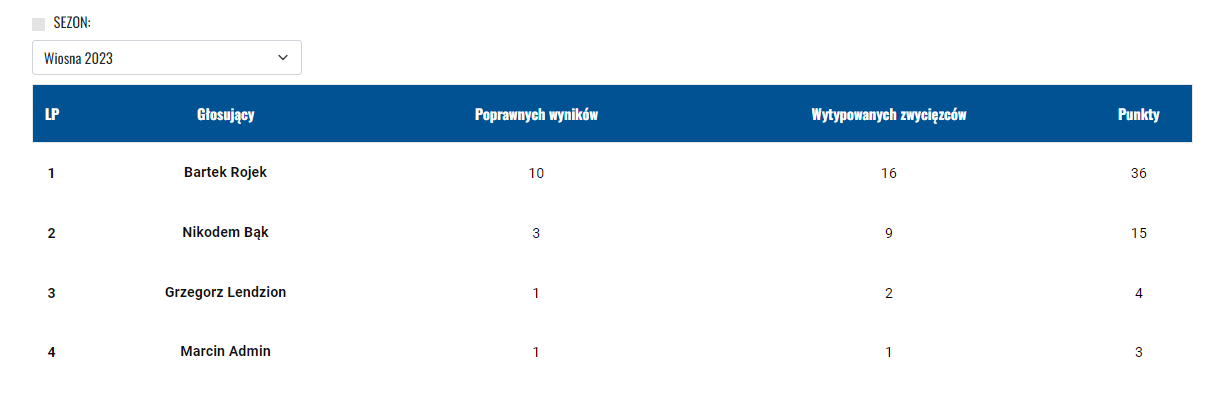 SEZON:
Wiosna 2023
LP Głosujący Poprawnych wyników Wytypowanych zwycięzców Punkty
1 Bartek Rojek 10 16 36
2 Nikodem Bąk 3 9 15
3 Grzegorz Lendzion 1 2 4
4 Marcin Admin 1 1 3